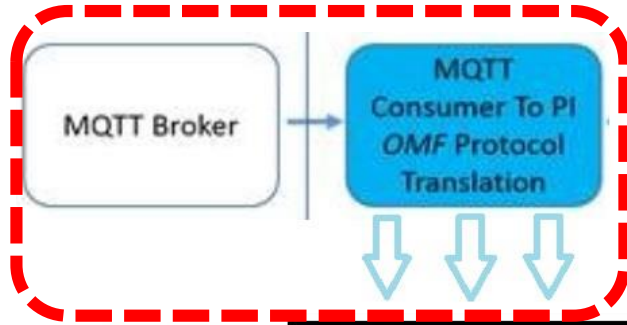 MQTT Broker
MQTT
Consumer To PI
OMF Protocol
Translation